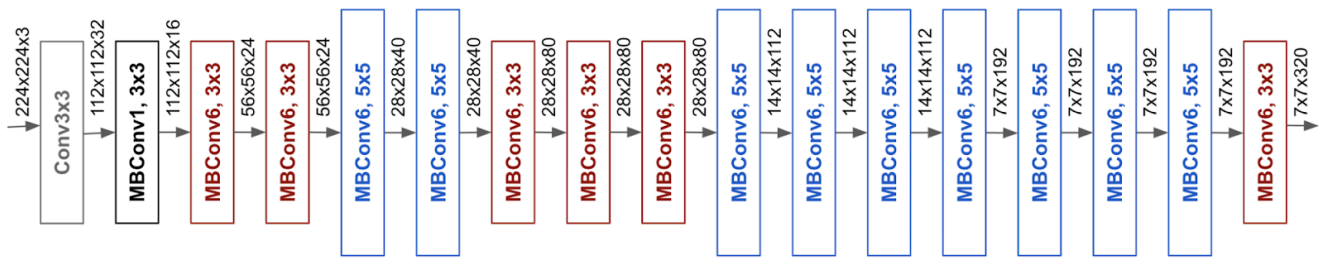 224x224x3
Conv3x3
112x112x32
MBConv1, 3x3
112x112x16
MBConv6, 3x3
56x56x24
MBConv6, 3x3
56x56x24
MBConv6, 5x5
28x28x40
MBConv6, 5x5
28x28x40
MBConv6, 3x3
28x28x80
MBConv6, 3x3
28x28x80
MBConv6, 3x3
28x28x80
MBConv6, 5x5
14x14x112
MBConv6, 5x5
14x14x112
MBConv6, 5x5
14x14x112
MBConv6, 5x5
7x7x192
MBConv6, 5x5
7x7x192
MBConv6, 5x5
7x7x192
MBConv6, 5x5
7x7x192
MBConv6, 3x3
7x7x320